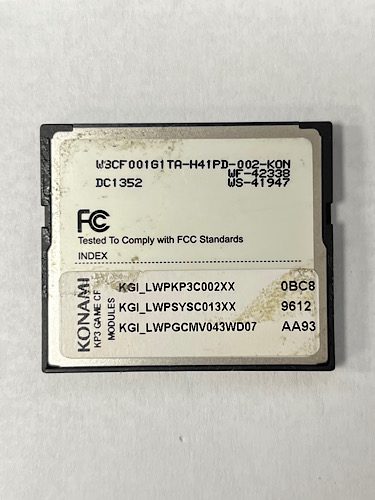 W3CF001G1TA-H41PD-002-KON
WF-42338
DC1352 WS-41947
FC
Tested To Comply with FCC Standards
INDEX
KONAMI
KP3 GAME CF
MODULES
KGI_LWPKP3C002XX 0BC8
KGI_LWPSYSC013XX 9612
KGI_LWPGCMV043WD07 AA93